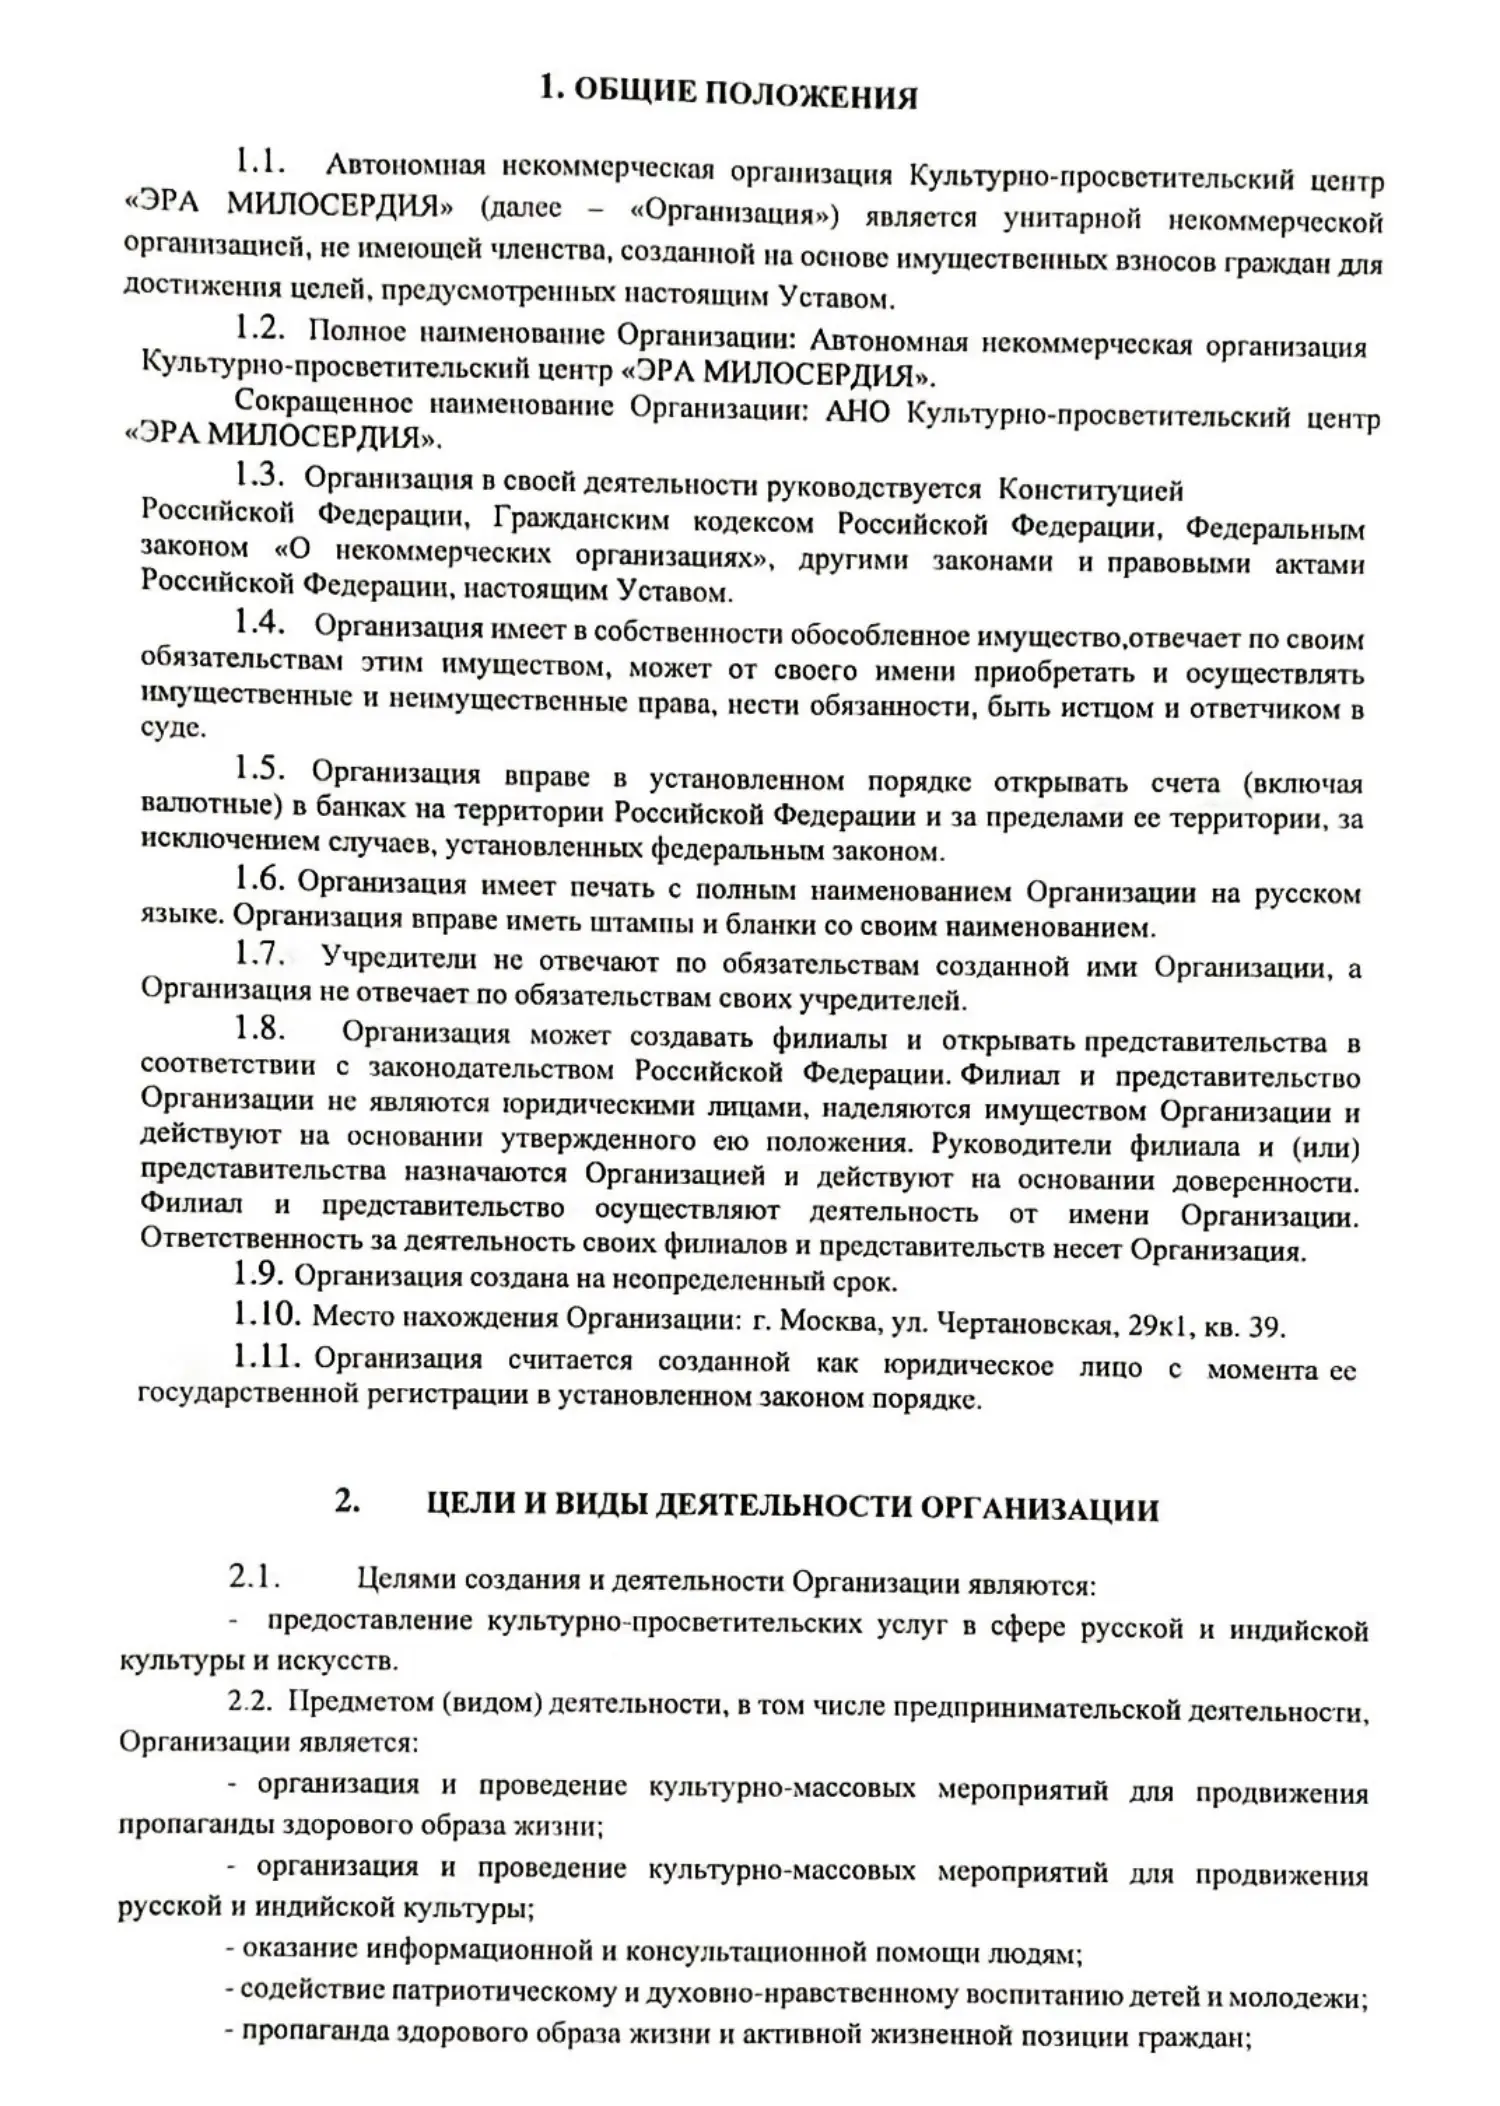 1. ОБЩИЕ ПОЛОЖЕНИЯ
1.1. Автономная некоммерческая организация Культурно-просветительский центр
«ЭРА МИЛОСЕРДИЯ» (далее – «Организация») является унитарной некоммерческой
организацией, не имеющей членства, созданной на основе имущественных взносов граждан для
достижения целей, предусмотренных настоящим Уставом.
1.2. Полное наименование Организации: Автономная некоммерческая организация
Культурно-просветительский центр «ЭРА МИЛОСЕРДИЯ».
Сокращенное наименование Организации: АНО Культурно-просветительский центр
«ЭРА МИЛОСЕРДИЯ».
1.3. Организация в своей деятельности руководствуется Конституцией
Российской Федерации, Гражданским кодексом Российской Федерации, Федеральным
законом «О некоммерческих организациях», другими законами и правовыми актами
Российской Федерации, настоящим Уставом.
1.4. Организация имеет в собственности обособленное имущество,отвечает по своим
обязательствам этим имуществом, может от своего имени приобретать и осуществлять
имущественные и неимущественные права, нести обязанности, быть истцом и ответчиком в
суде.
1.5. Организация вправе в установленном порядке открывать счета (включая
валютные) в банках на территории Российской Федерации и за пределами ее территории, за
исключением случаев, установленных федеральным законом.
1.6. Организация имеет печать с полным наименованием Организации на русском
языке. Организация вправе иметь штампы и бланки со своим наименованием.
1.7. Учредители не отвечают по обязательствам созданной ими Организации, а
Организация не отвечает по обязательствам своих учредителей.
1.8. Организация может создавать филиалы и открывать представительства в
соответствии с законодательством Российской Федерации. Филиал и представительство
Организации не являются юридическими лицами, наделяются имуществом Организации и
действуют на основании утвержденного ею положения. Руководители филиала и (или)
представительства назначаются Организацией и действуют на основании доверенности.
Филиал и представительство осуществляют деятельность от имени Организации.
Ответственность за деятельность своих филиалов и представительств несет Организация.
1.9. Организация создана на неопределенный срок.
1.10. Место нахождения Организации: г. Москва, ул. Чертановская, 29к1, кв. 39.
1.11. Организация считается созданной как юридическое лицо с момента ее
государственной регистрации в установленном законом порядке.
2. ЦЕЛИ И ВИДЫ ДЕЯТЕЛЬНОСТИ ОРГАНИЗАЦИИ
2.1. Целями создания и деятельности Организации являются:
- предоставление культурно-просветительских услуг в сфере русской и индийской
культуры и искусств.
2.2. Предметом (видом) деятельности, в том числе предпринимательской деятельности,
Организации является:
- организация и проведение культурно-массовых мероприятий для продвижения
пропаганды здорового образа жизни;
- организация и проведение культурно-массовых мероприятий для продвижения
русской и индийской культуры;
- оказание информационной и консультационной помощи людям;
- содействие патриотическому и духовно-нравственному воспитанию детей и молодежи;
- пропаганда здорового образа жизни и активной жизненной позиции граждан;